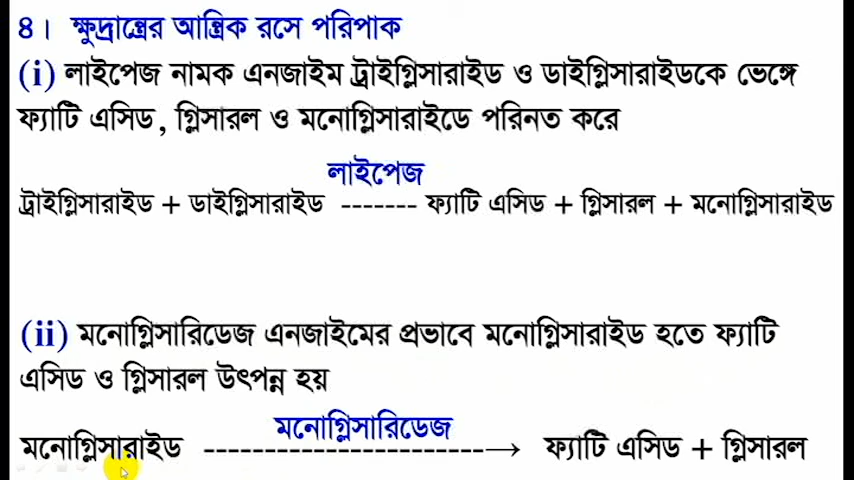 ৪। ক্ষুদ্রান্ত্রের আন্ত্রিক রসে পরিপাক
(i) লাইপেজ নামক এনজাইম ট্রাইগ্লিসারাইড ও ডাইগ্লিসারাইডকে ভেঙ্গে
ফ্যাটি এসিড, গ্লিসারল ও মনোগ্লিসারাইডে পরিনত করে
লাইপেজ
ট্রাইগ্লিসারাইড + ডাইগ্লিসারাইড ------- ফ্যাটি এসিড + গ্লিসারল + মনোগ্লিসারাইড
(ii) মনোগ্লিসারিডেজ এনজাইমের প্রভাবে মনোগ্লিসারাইড হতে ফ্যাটি
এসিড ও গ্লিসারল উৎপন্ন হয়
মনোগ্লিসারিডেজ
মনোগ্লিসারাইড -----------------------→ ফ্যাটি এসিড + গ্লিসারল